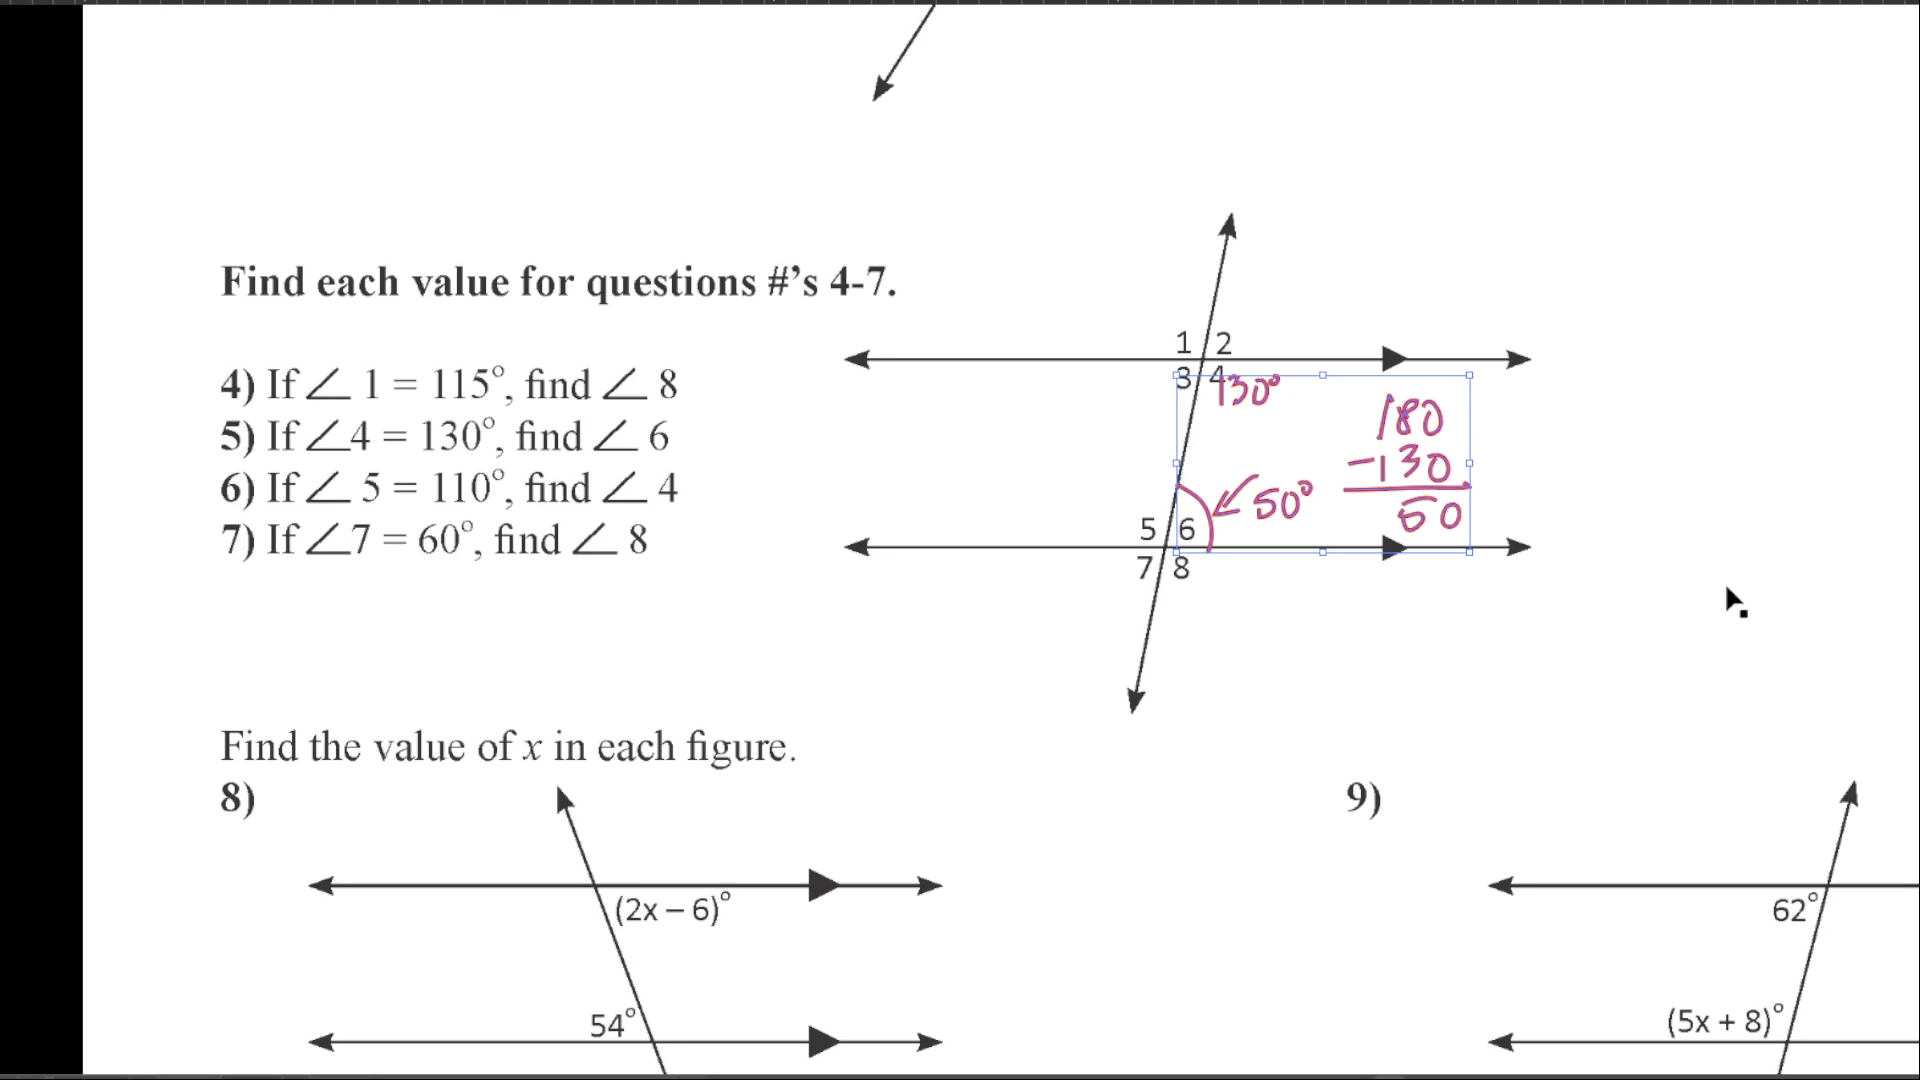 Find each value for questions #’s 4-7.
4) If ∠ 1 = 115°, find ∠ 8
5) If ∠4 = 130°, find ∠ 6
6) If ∠ 5 = 110°, find ∠ 4
7) If ∠7 = 60°, find ∠ 8
1 2
3 4 130°
180
-130
50
50°
5 6
7 8
Find the value of x in each figure.
8)
(2x – 6)°
54°
9)
62°
(5x + 8)°